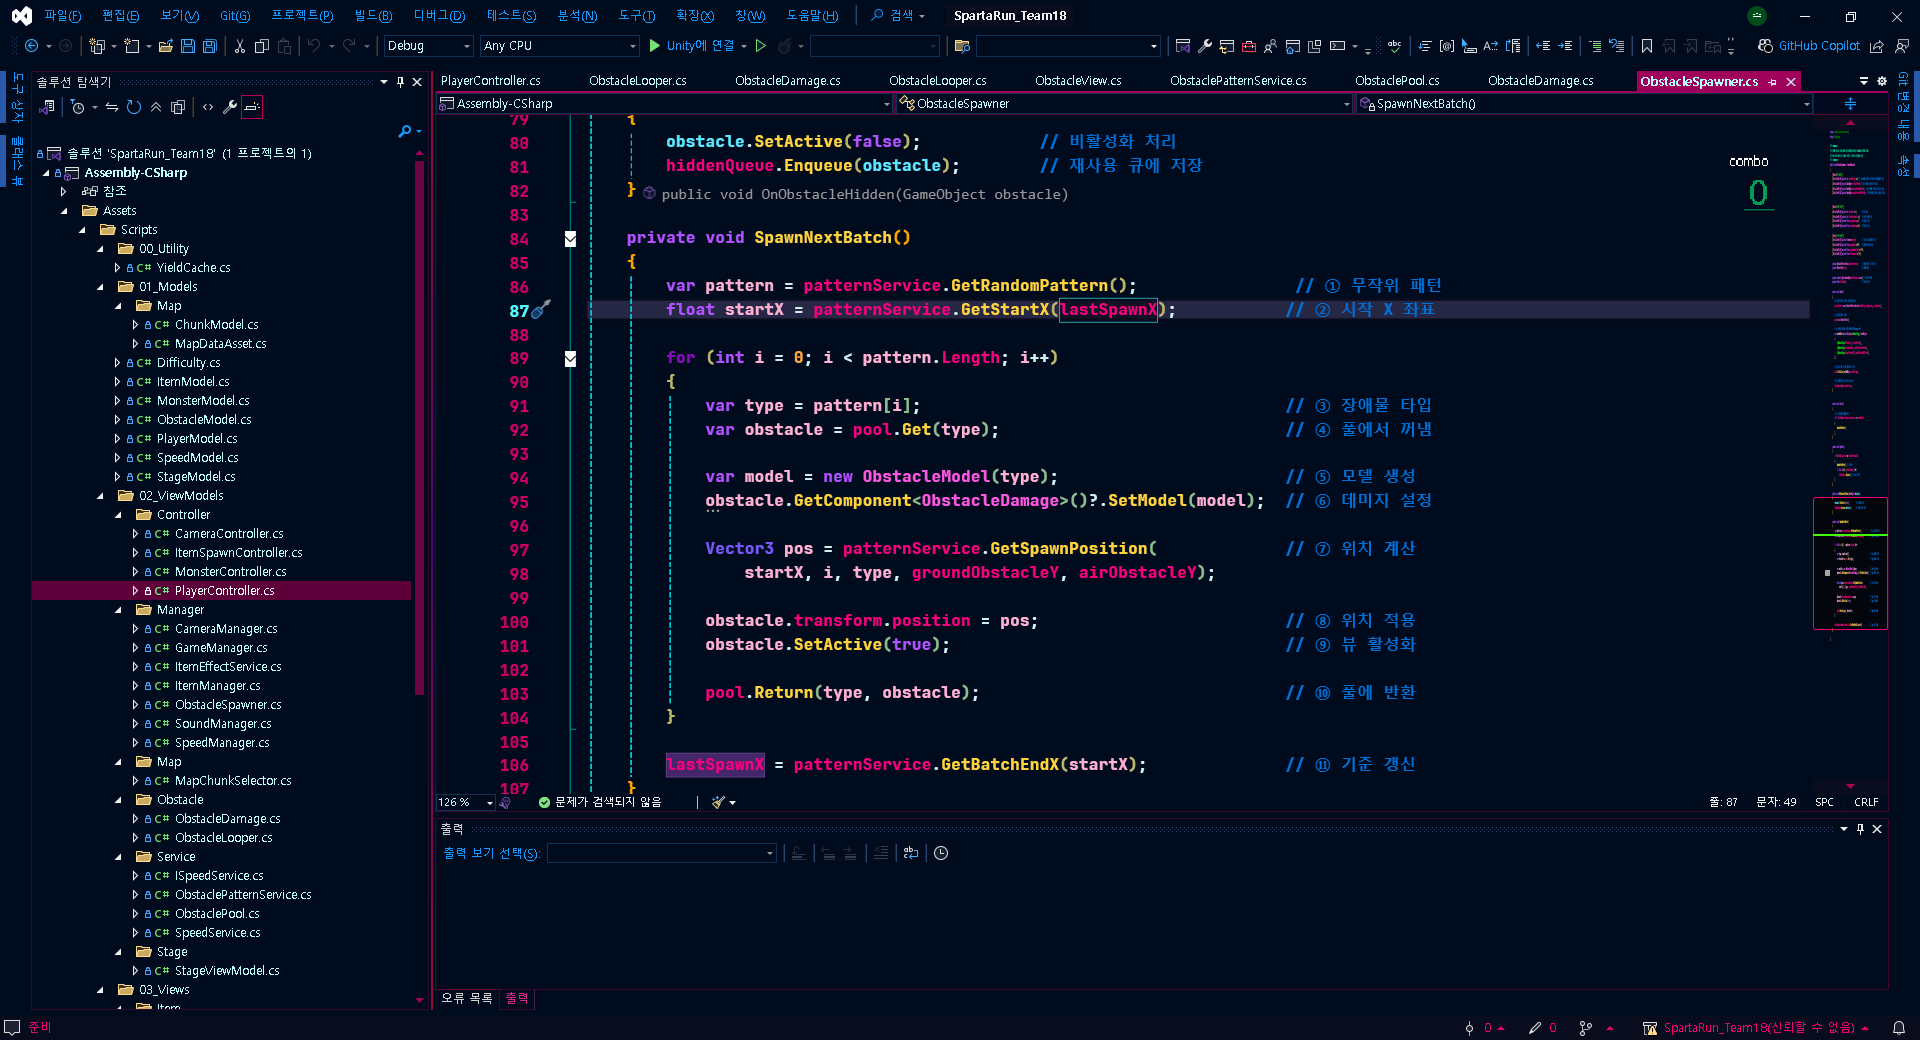 파일(F) 편집(E) 보기(V) Git(G) 프로젝트(P) 빌드(B) 디버그(D) 테스트(S) 분석(N) 도구(T) 확장(X) 창(W) 도움말(H) 검색 SpartaRun_Team18
Debug Any CPU Unity에 연결 GitHub Copilot
솔루션 탐색기
솔루션 'SpartaRun_Team18' (1 프로젝트의 1)
Assembly-CSharp
참조
Assets
Scripts
00_Utility
C# YieldCache.cs
01_Models
Map
C# ChunkModel.cs
C# MapDataAsset.cs
C# Difficulty.cs
C# ItemModel.cs
C# MonsterModel.cs
C# ObstacleModel.cs
C# PlayerModel.cs
C# SpeedModel.cs
C# StageModel.cs
02_ViewModels
Controller
C# CameraController.cs
C# ItemSpawnController.cs
C# MonsterController.cs
C# PlayerController.cs
Manager
C# CameraManager.cs
C# GameManager.cs
C# ItemEffectService.cs
C# ItemManager.cs
C# ObstacleSpawner.cs
C# SoundManager.cs
C# SpeedManager.cs
Map
C# MapChunkSelector.cs
Obstacle
C# ObstacleDamage.cs
C# ObstacleLooper.cs
Service
C# ISpeedService.cs
C# ObstaclePatternService.cs
C# ObstaclePool.cs
C# SpeedService.cs
Stage
C# StageViewModel.cs
03_Views
Item
PlayerController.cs ObstacleLooper.cs ObstacleDamage.cs ObstacleLooper.cs ObstacleView.cs ObstaclePatternService.cs ObstaclePool.cs ObstacleDamage.cs ObstacleSpawner.cs
Assembly-CSharp ObstacleSpawner SpawnNextBatch()
79 {
80 obstacle.SetActive(false); // 비활성화 처리
81 hiddenQueue.Enqueue(obstacle); // 재사용 큐에 저장
82 } public void OnObstacleHidden(GameObject obstacle)
83
84 private void SpawnNextBatch()
85 {
86 var pattern = patternService.GetRandomPattern(); // ① 무작위 패턴
87 float startX = patternService.GetStartX(lastSpawnX); // ② 시작 X 좌표
88
89 for (int i = 0; i < pattern.Length; i++)
90 {
91 var type = pattern[i]; // ③ 장애물 타입
92 var obstacle = pool.Get(type); // ④ 풀에서 꺼냄
93
94 var model = new ObstacleModel(type); // ⑤ 모델 생성
95 obstacle.GetComponent<ObstacleDamage>()?.SetModel(model); // ⑥ 데미지 설정
96
97 Vector3 pos = patternService.GetSpawnPosition( // ⑦ 위치 계산
98 startX, i, type, groundObstacleY, airObstacleY);
99
100 obstacle.transform.position = pos; // ⑧ 위치 적용
101 obstacle.SetActive(true); // ⑨ 뷰 활성화
102
103 pool.Return(type, obstacle); // ⑩ 풀에 반환
104 }
105
106 lastSpawnX = patternService.GetBatchEndX(startX); // ⑪ 기준 갱신
107 }
combo
0
126 % 문제가 검색되지 않음 줄: 87 문자: 49 SPC CRLF
출력
출력 보기 선택(S):
오류 목록 출력
준비 0 0 SpartaRun_Team18(신뢰할 수 없음)
도구 상자
클래스 뷰
Git 변경 내용
속성